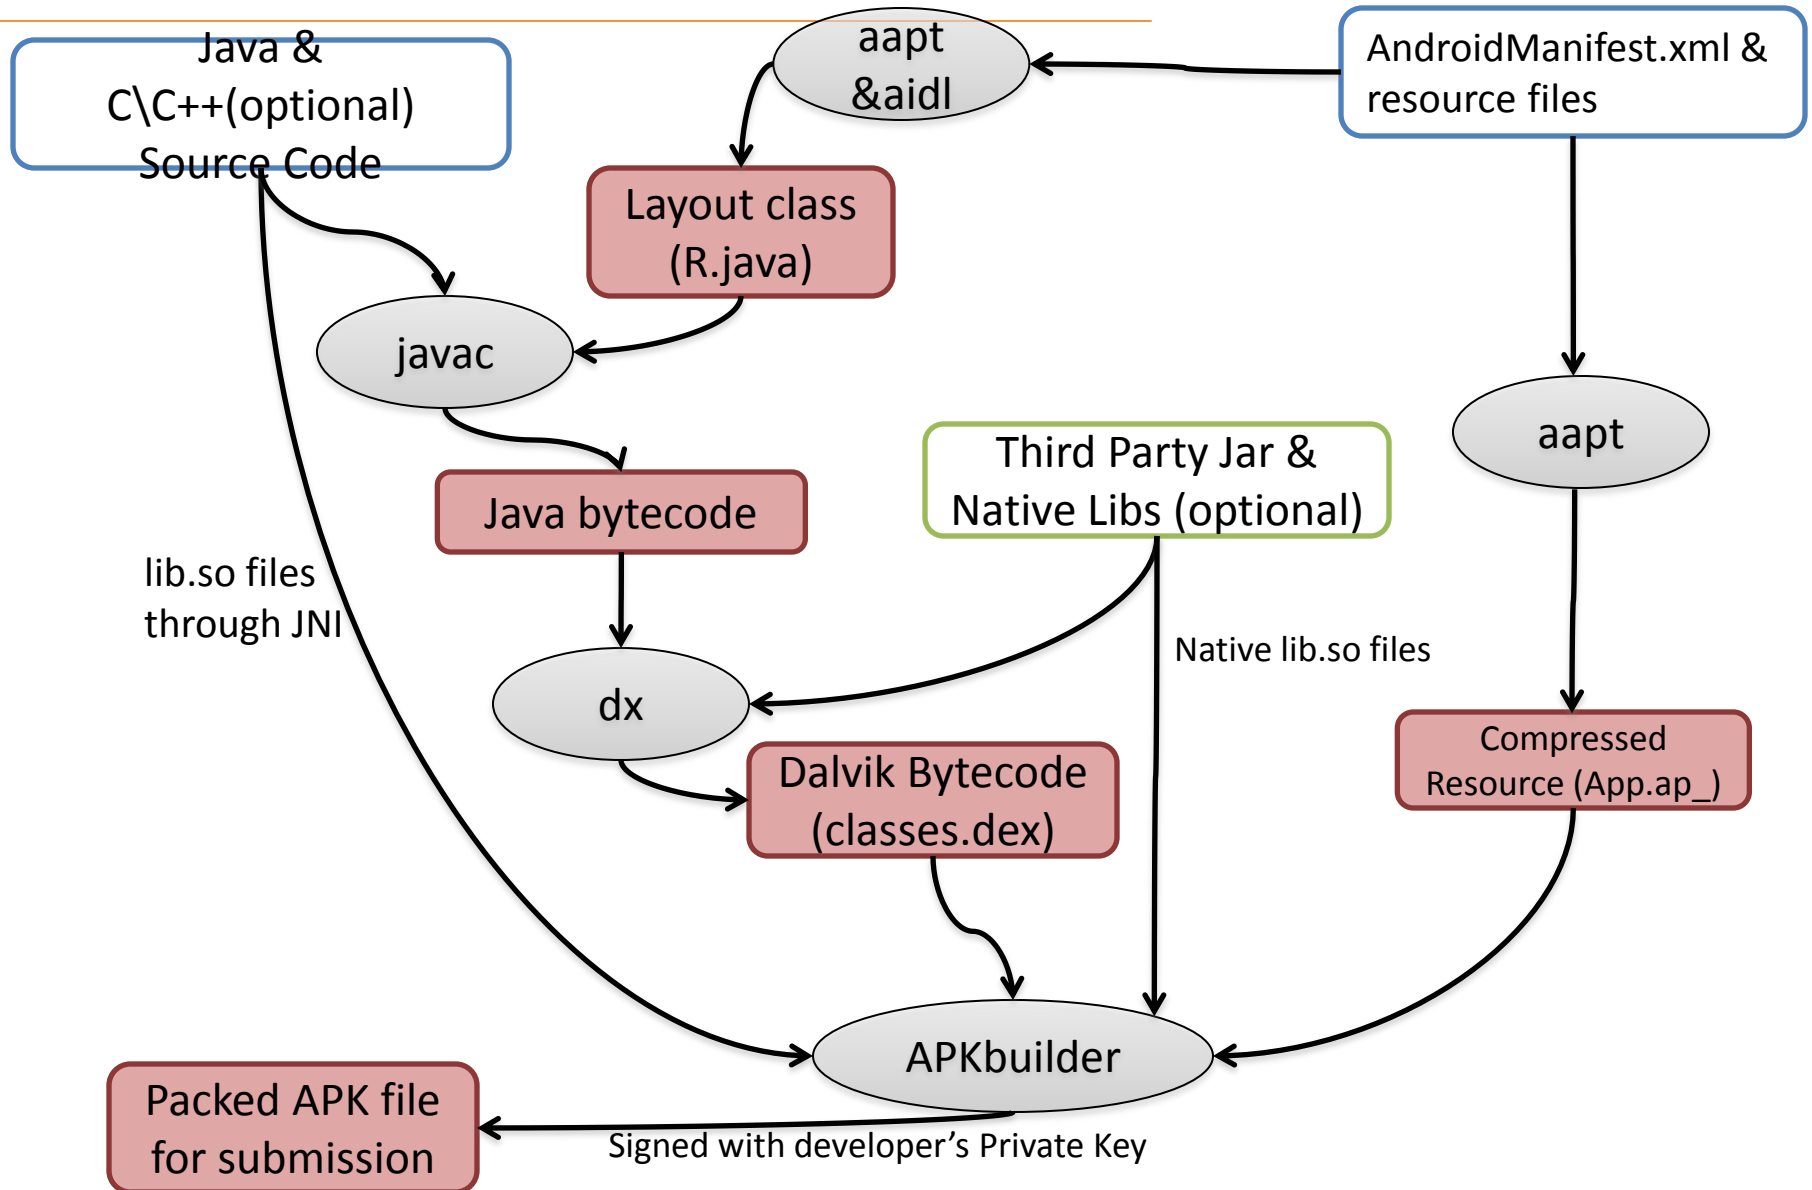 Java &
C\C++(optional)
Source Code
aapt
&aidl
AndroidManifest.xml &
resource files
Layout class
(R.java)
javac
Java bytecode
Third Party Jar &
Native Libs (optional)
aapt
lib.so files
through JNI
Native lib.so files
dx
Dalvik Bytecode
(classes.dex)
Compressed
Resource (App.ap_)
APKbuilder
Packed APK file
for submission
Signed with developer’s Private Key